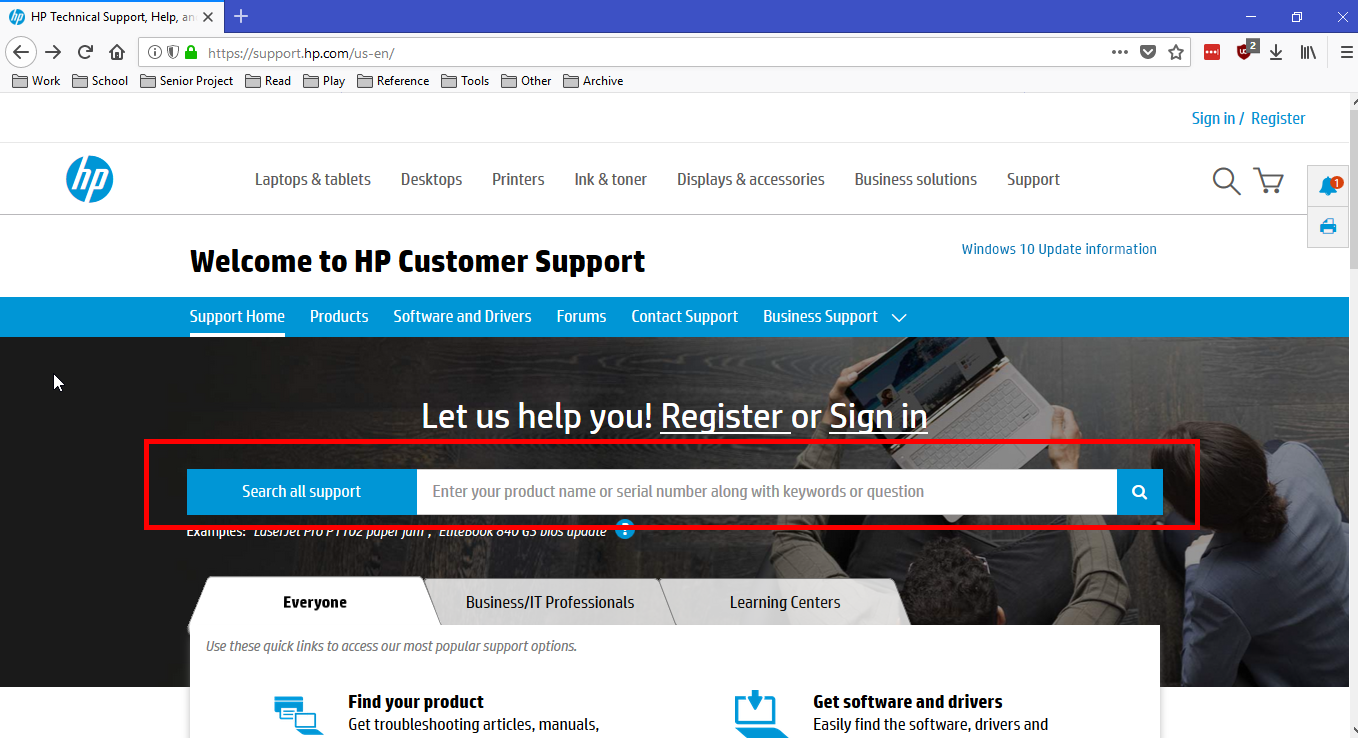 HP Technical Support, Help, an
https://support.hp.com/us-en/
2
Work School Senior Project Read Play Reference Tools Other Archive
Sign in / Register
hp Laptops & tablets Desktops Printers Ink & toner Displays & accessories Business solutions Support
1
Welcome to HP Customer Support
Windows 10 Update information
Support Home Products Software and Drivers Forums Contact Support Business Support
Let us help you! Register or Sign in
Search all support Enter your product name or serial number along with keywords or question
Examples: LaserJet Pro P1102 paper jam , EliteBook 840 G3 bios update ?
Everyone Business/IT Professionals Learning Centers
Use these quick links to access our most popular support options.
Find your product Get software and drivers
Get troubleshooting articles, manuals, Easily find the software, drivers and